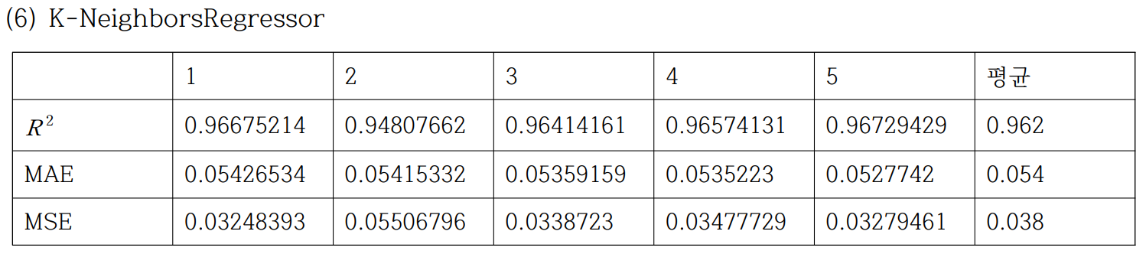 (6) K-NeighborsRegressor
1 2 3 4 5 평균
R² 0.96675214 0.94807662 0.96414161 0.96574131 0.96729429 0.962
MAE 0.05426534 0.05415332 0.05359159 0.0535223 0.0527742 0.054
MSE 0.03248393 0.05506796 0.0338723 0.03477729 0.03279461 0.038